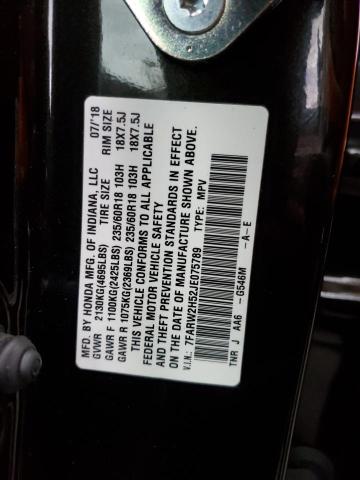 MFD. BY HONDA MFG. OF INDIANA, LLC 07/'18
GVWR 2130KG(4695LBS) TIRE SIZE RIM SIZE
GAWR F 1100KG(2425LBS) 235/60R18 103H 18X7.5J
GAWR R 1075KG(2369LBS) 235/60R18 103H 18X7.5J
THIS VEHICLE CONFORMS TO ALL APPLICABLE
FEDERAL MOTOR VEHICLE SAFETY
AND THEFT PREVENTION STANDARDS IN EFFECT
ON THE DATE OF MANUFACTURE SHOWN ABOVE.
V.I.N.: 7FARW2H52JE075789 TYPE: MPV
TNR J AA6 - G546M - A - E